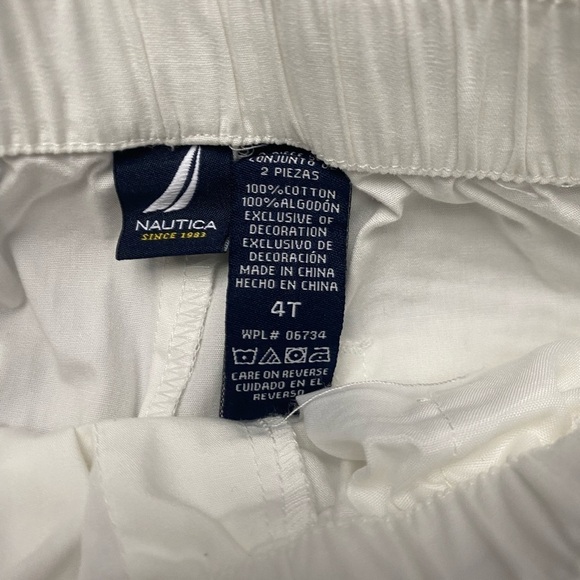 NAUTICA
SINCE 1983
CONJUNTO
2 PIEZAS
100%COTTON
100%ALGODÓN
EXCLUSIVE OF
DECORATION
EXCLUSIVO DE
DECORACIÓN
MADE IN CHINA
HECHO EN CHINA
4T
WPL# 06734
CARE ON REVERSE
CUIDADO EN EL
REVERSO